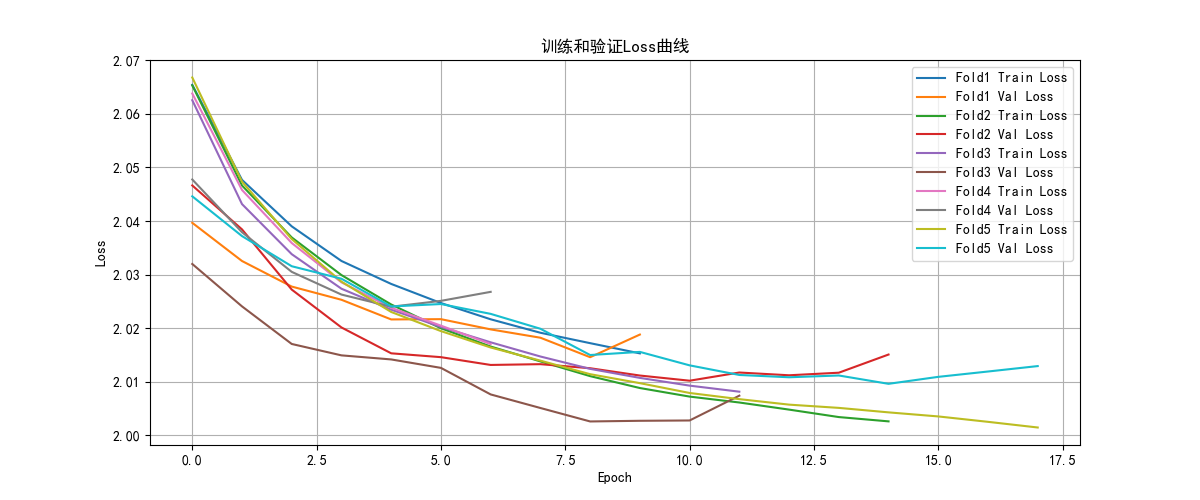 训练和验证Loss曲线
2.07
2.06
2.05
2.04
2.03
2.02
2.01
2.00
Loss
Fold1 Train Loss
Fold1 Val Loss
Fold2 Train Loss
Fold2 Val Loss
Fold3 Train Loss
Fold3 Val Loss
Fold4 Train Loss
Fold4 Val Loss
Fold5 Train Loss
Fold5 Val Loss
0.0 2.5 5.0 7.5 10.0 12.5 15.0 17.5
Epoch